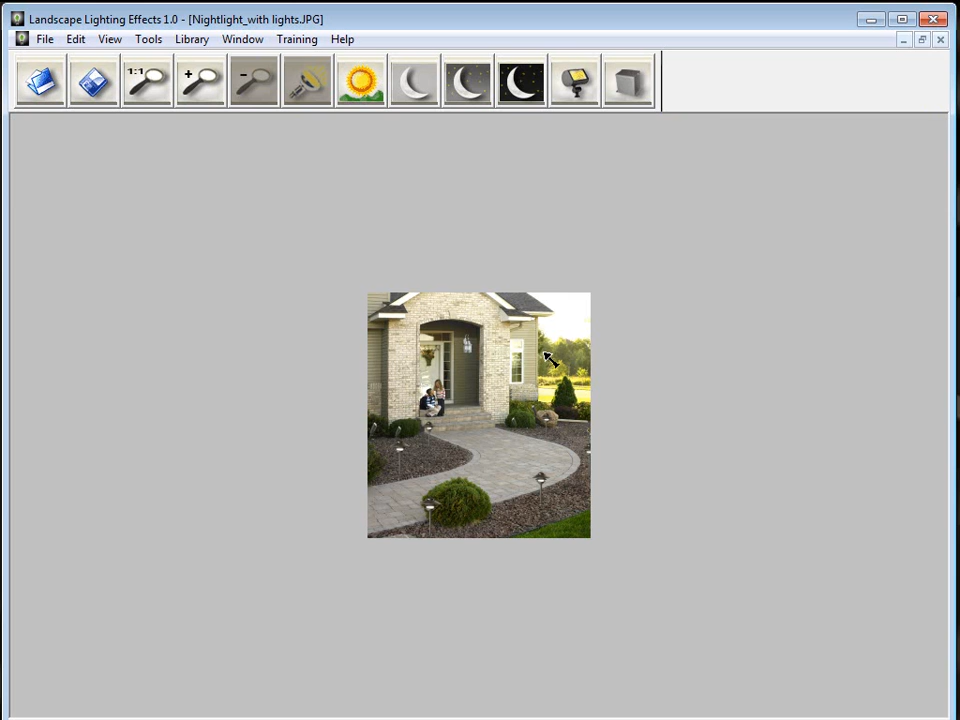 Landscape Lighting Effects 1.0 - [Nightlight_with lights.JPG]
File Edit View Tools Library Window Training Help
1:1 + -